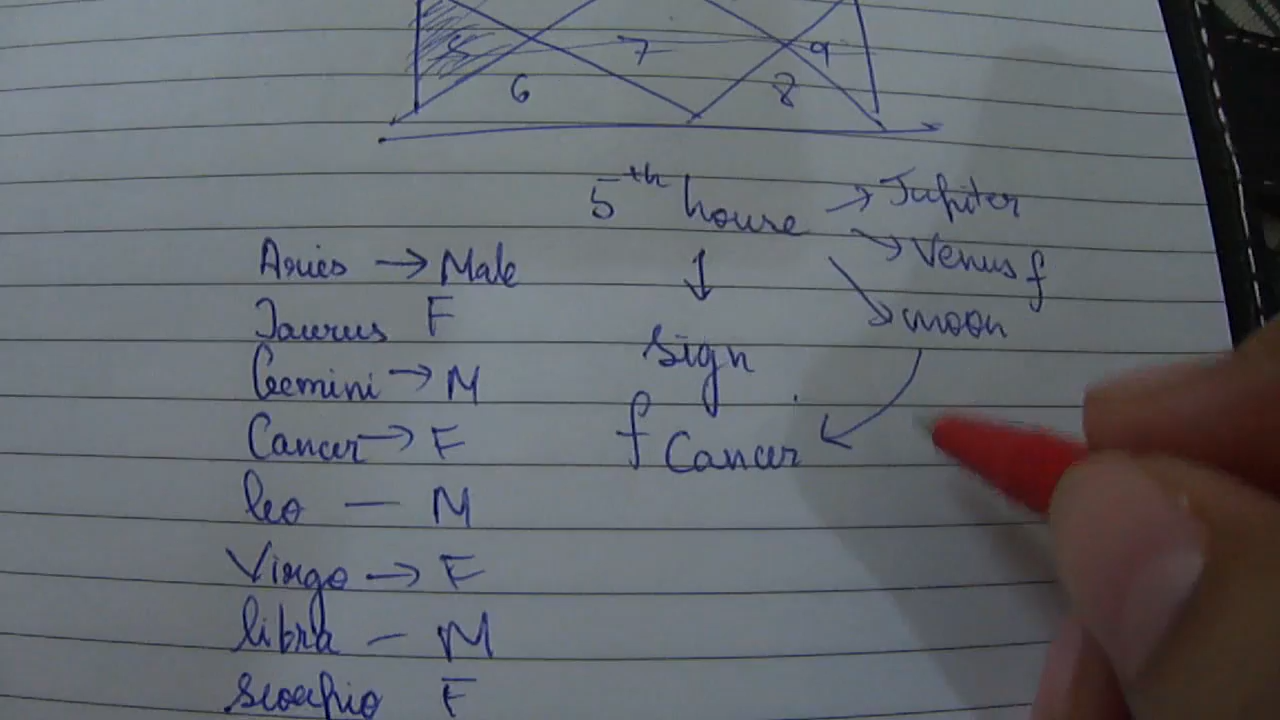 5 7 9
6 8
5th house → Jupiter
→ Venus f
→ moon
↓
sign
f Cancer
Aries → Male
Taurus F
Gemini → M
Cancer → F
leo — M
Virgo → F
libra — M
Scorpio F